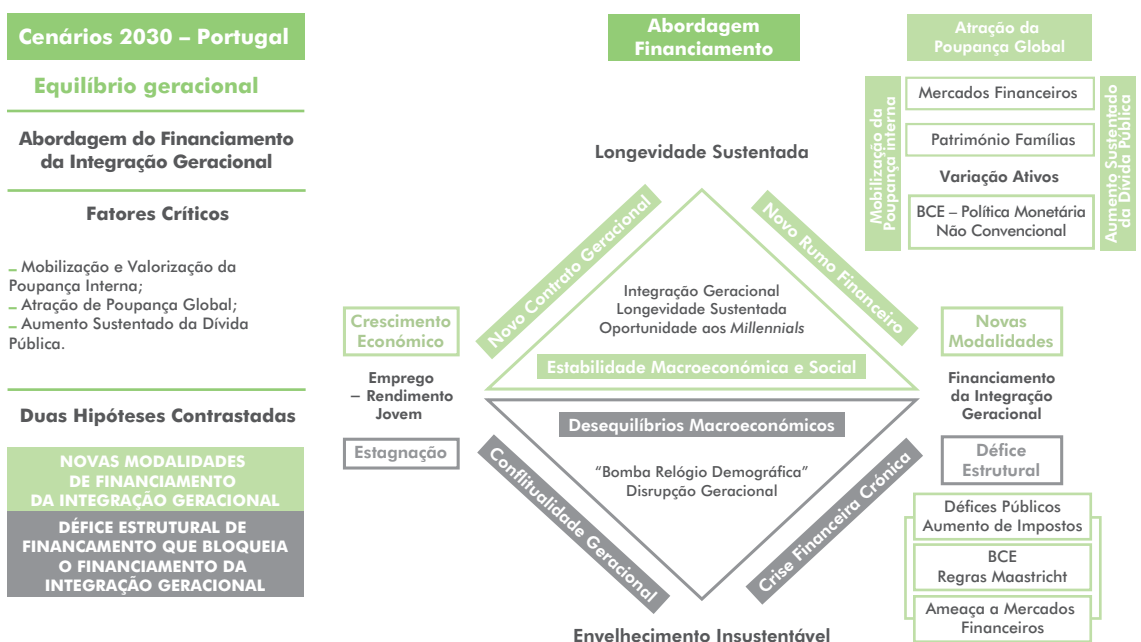 Cenários 2030 – Portugal
Equilíbrio geracional
Abordagem do Financiamento
da Integração Geracional
Fatores Críticos
– Mobilização e Valorização da
Poupança Interna;
– Atração de Poupança Global;
– Aumento Sustentado da Dívida
Pública.
Duas Hipóteses Contrastadas
NOVAS MODALIDADES
DE FINANCIAMENTO
DA INTEGRAÇÃO GERACIONAL
DÉFICE ESTRUTURAL DE
FINANCAMENTO QUE BLOQUEIA
O FINANCIAMENTO DA
INTEGRAÇÃO GERACIONAL
Abordagem
Financiamento
Longevidade Sustentada
Novo Contrato Geracional
Novo Rumo Financeiro
Integração Geracional
Longevidade Sustentada
Oportunidade aos Millennials
Estabilidade Macroeconómica e Social
Crescimento
Económico
Emprego
– Rendimento
Jovem
Estagnação
Desequilíbrios Macroeconómicos
“Bomba Relógio Demográfica”
Disrupção Geracional
Conflitualidade Geracional
Crise Financeira Crónica
Envelhecimento Insustentável
Atração da
Poupança Global
Mobilização da
Poupança interna
Mercados Financeiros
Património Famílias
Variação Ativos
BCE – Política Monetária
Não Convencional
Aumento Sustentado
da Dívida Pública
Novas
Modalidades
Financiamento
da Integração
Geracional
Défice
Estrutural
Défices Públicos
Aumento de Impostos
BCE
Regras Maastricht
Ameaça a Mercados
Financeiros